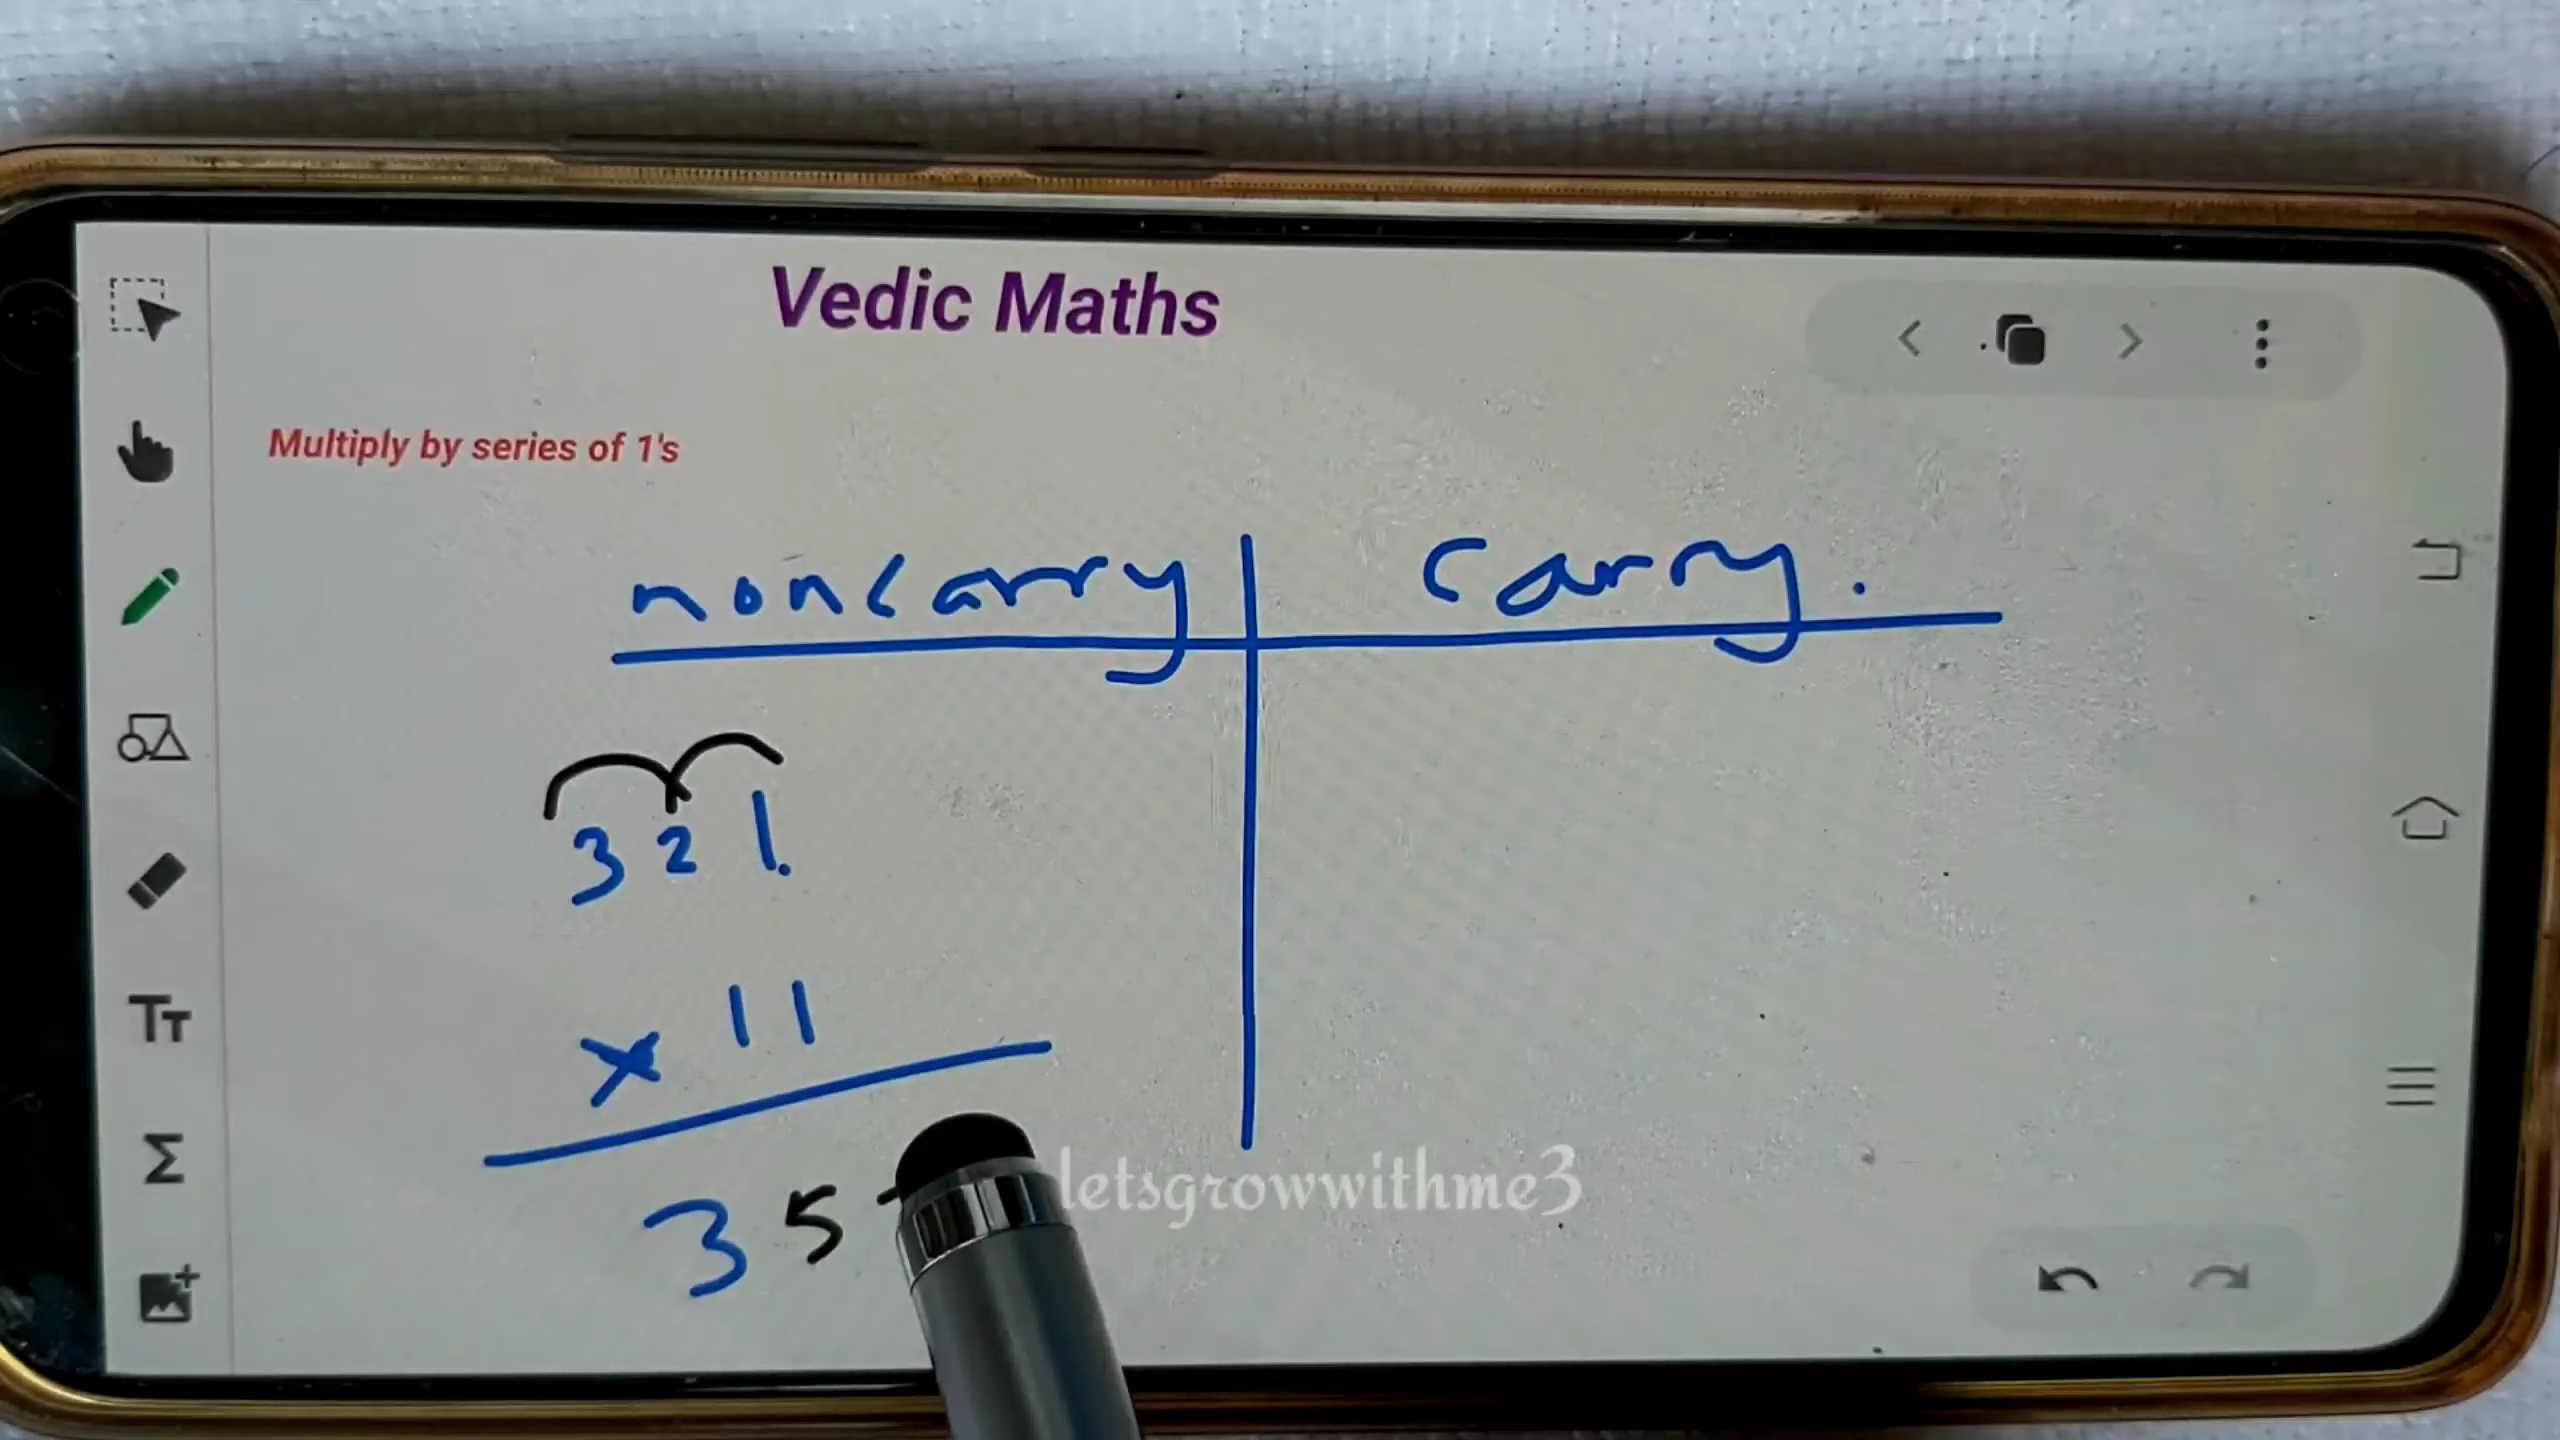 Vedic Maths
Multiply by series of 1's
noncarry carry.
321.
x 11
35
letsgrowwithme3